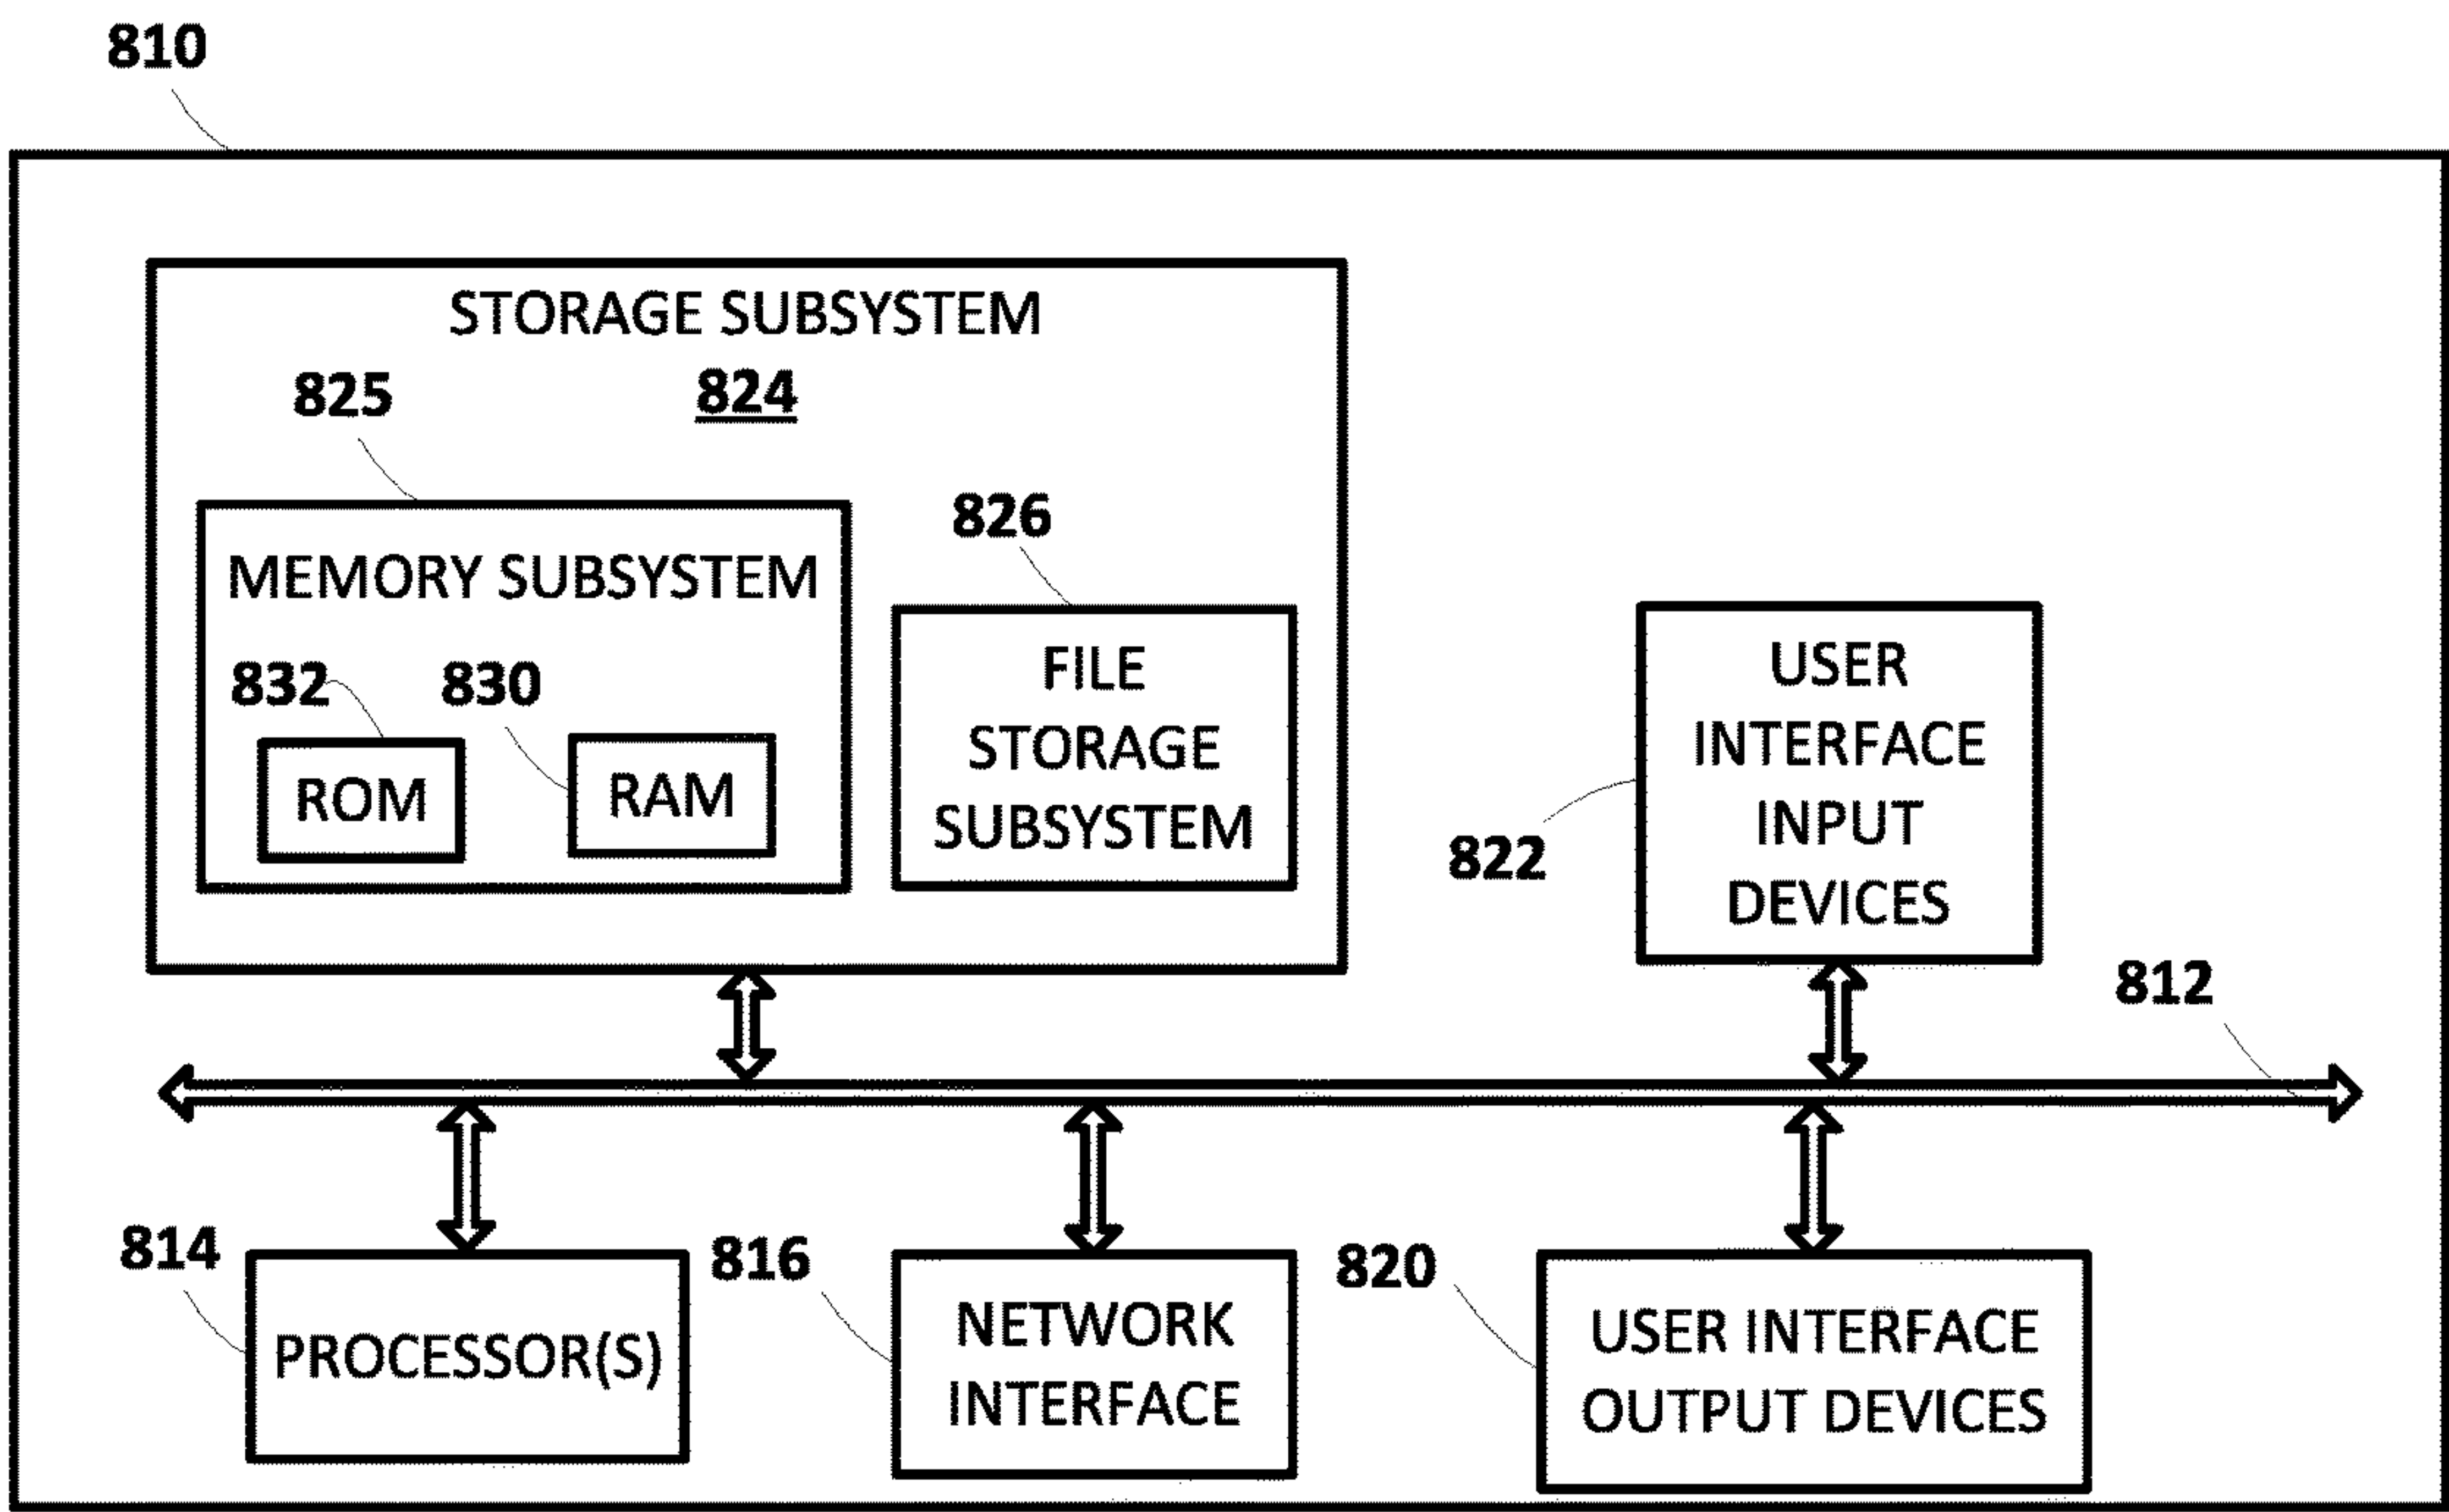 810
STORAGE SUBSYSTEM
824
825
MEMORY SUBSYSTEM
832
830
ROM
RAM
826
FILE
STORAGE
SUBSYSTEM
USER
INTERFACE
INPUT
DEVICES
822
812
814
PROCESSOR(S)
816
NETWORK
INTERFACE
820
USER INTERFACE
OUTPUT DEVICES